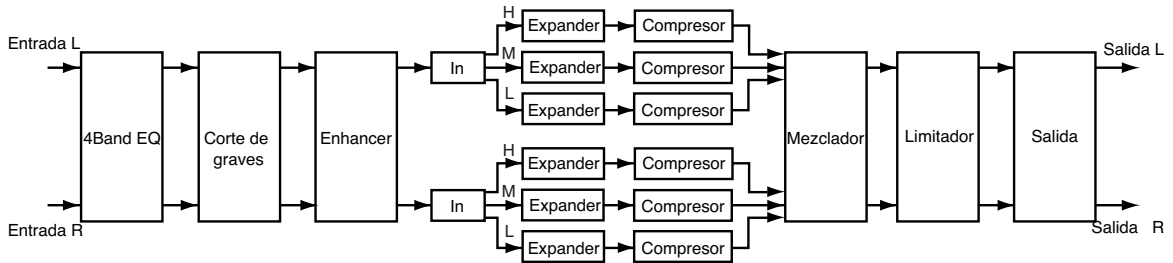 Entrada L
4Band EQ
Corte de
graves
Enhancer
In
H
Expander
Compresor
M
Expander
Compresor
L
Expander
Compresor
In
H
Expander
Compresor
M
Expander
Compresor
L
Expander
Compresor
Mezclador
Limitador
Salida
Salida L
Entrada R
Salida R